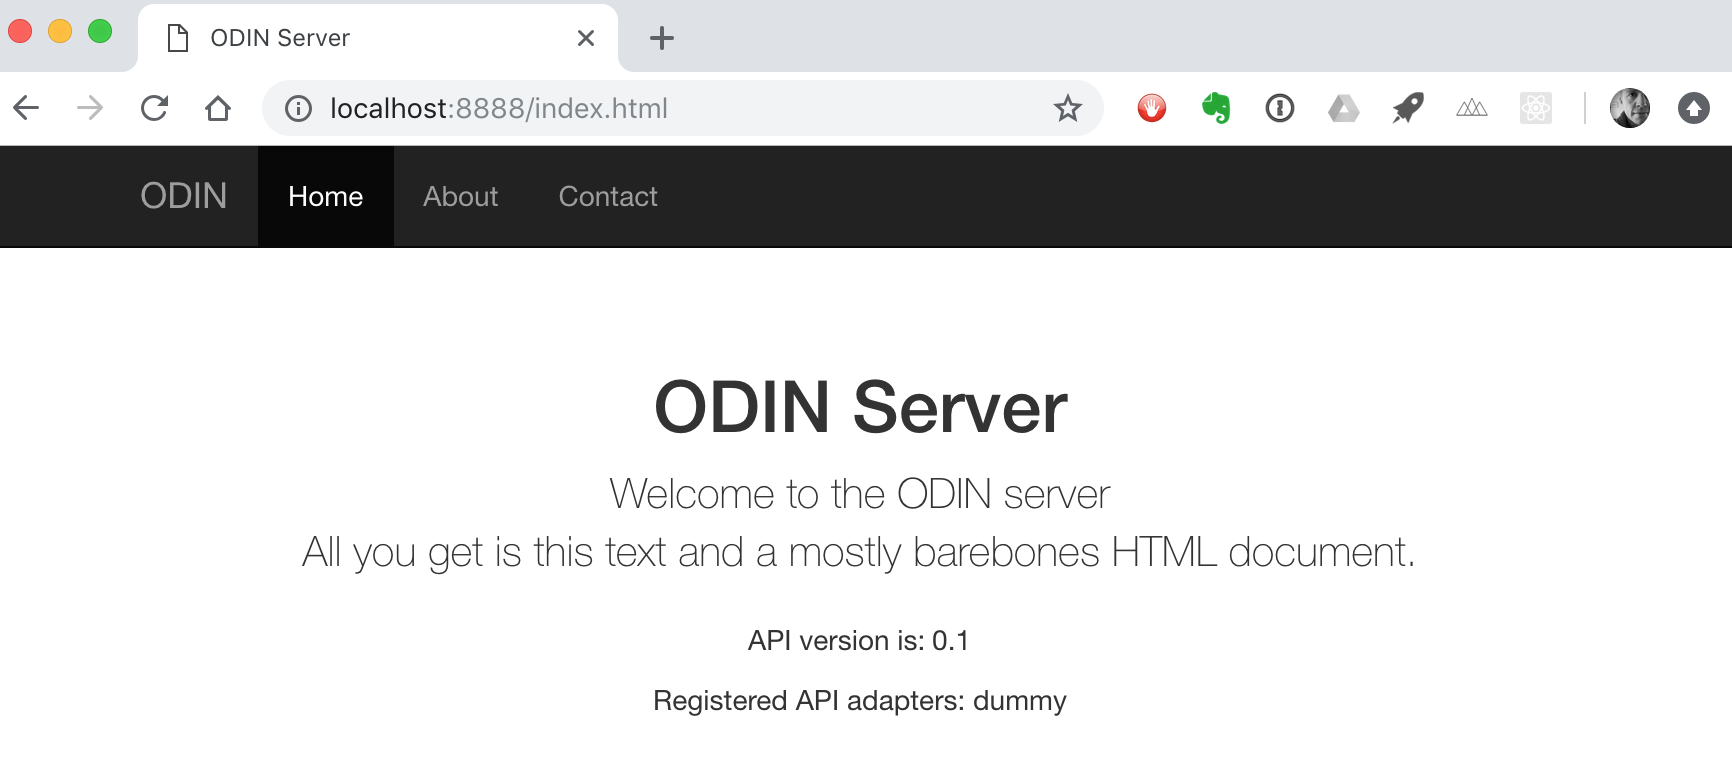 ODIN Server
localhost:8888/index.html
ODIN Home About Contact
ODIN Server
Welcome to the ODIN server
All you get is this text and a mostly barebones HTML document.
API version is: 0.1
Registered API adapters: dummy